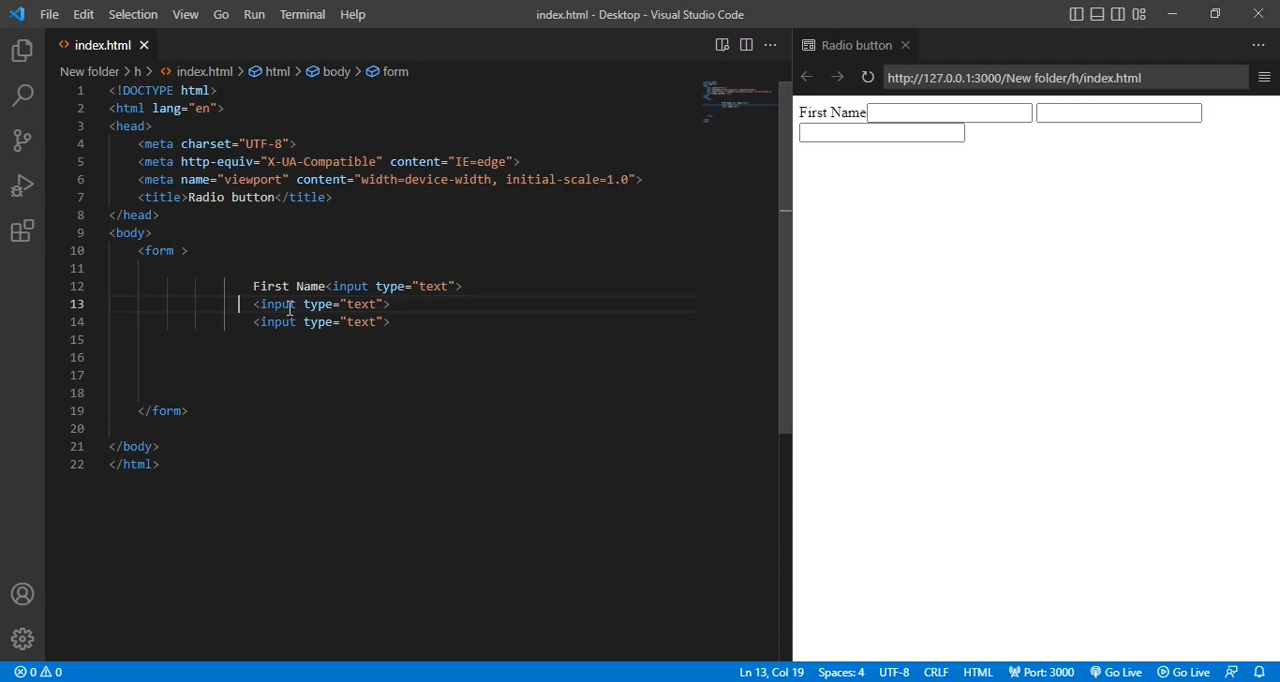 File Edit Selection View Go Run Terminal Help
index.html - Desktop - Visual Studio Code
index.html
Radio button
New folder > h > index.html > html > body > form
http://127.0.0.1:3000/New folder/h/index.html
1 <!DOCTYPE html>
2 <html lang="en">
3 <head>
4 <meta charset="UTF-8">
5 <meta http-equiv="X-UA-Compatible" content="IE=edge">
6 <meta name="viewport" content="width=device-width, initial-scale=1.0">
7 <title>Radio button</title>
8 </head>
9 <body>
10 <form >
11
12 First Name<input type="text">
13 <input type="text">
14 <input type="text">
15
16
17
18
19 </form>
20
21 </body>
22 </html>
First Name
0 0
Ln 13, Col 19 Spaces: 4 UTF-8 CRLF HTML Port: 3000 Go Live Go Live